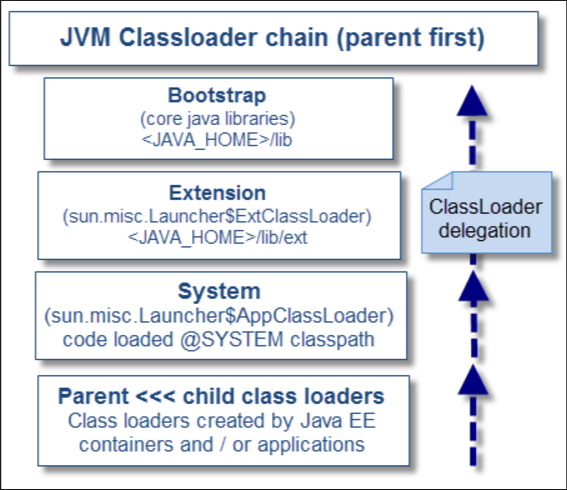 JVM Classloader chain (parent first)
Bootstrap
(core java libraries)
<JAVA_HOME>/lib
Extension
(sun.misc.Launcher$ExtClassLoader)
<JAVA_HOME>/lib/ext
ClassLoader
delegation
System
(sun.misc.Launcher$AppClassLoader)
code loaded @SYSTEM classpath
Parent <<< child class loaders
Class loaders created by Java EE
containers and / or applications